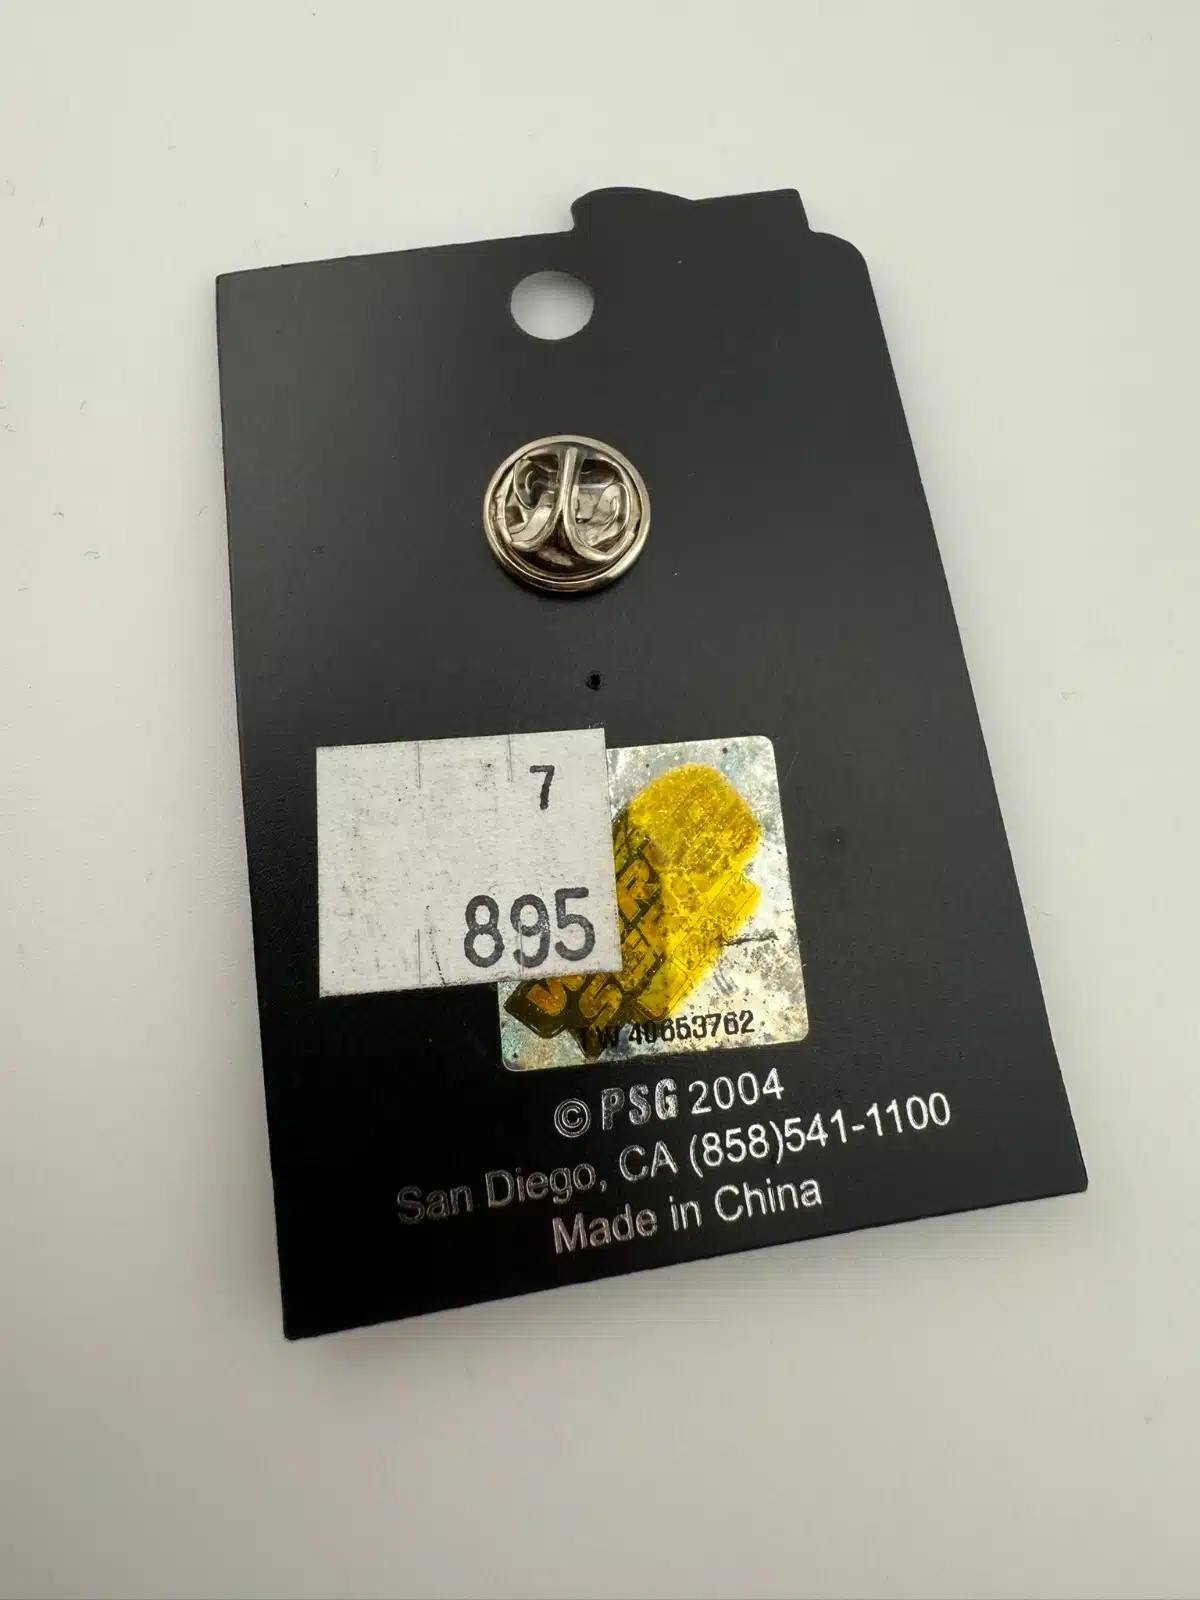 7
895
TW 40653762
© PSG 2004
San Diego, CA (858)541-1100
Made in China